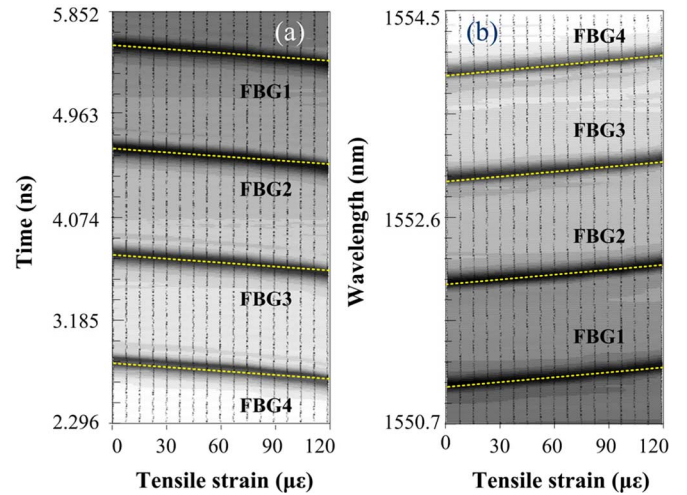 (a)
5.852
4.963
4.074
3.185
2.296
Time (ns)
FBG1
FBG2
FBG3
FBG4
0 30 60 90 120
Tensile strain (με)
(b)
1554.5
1552.6
1550.7
Wavelength (nm)
FBG4
FBG3
FBG2
FBG1
0 30 60 90 120
Tensile strain (με)